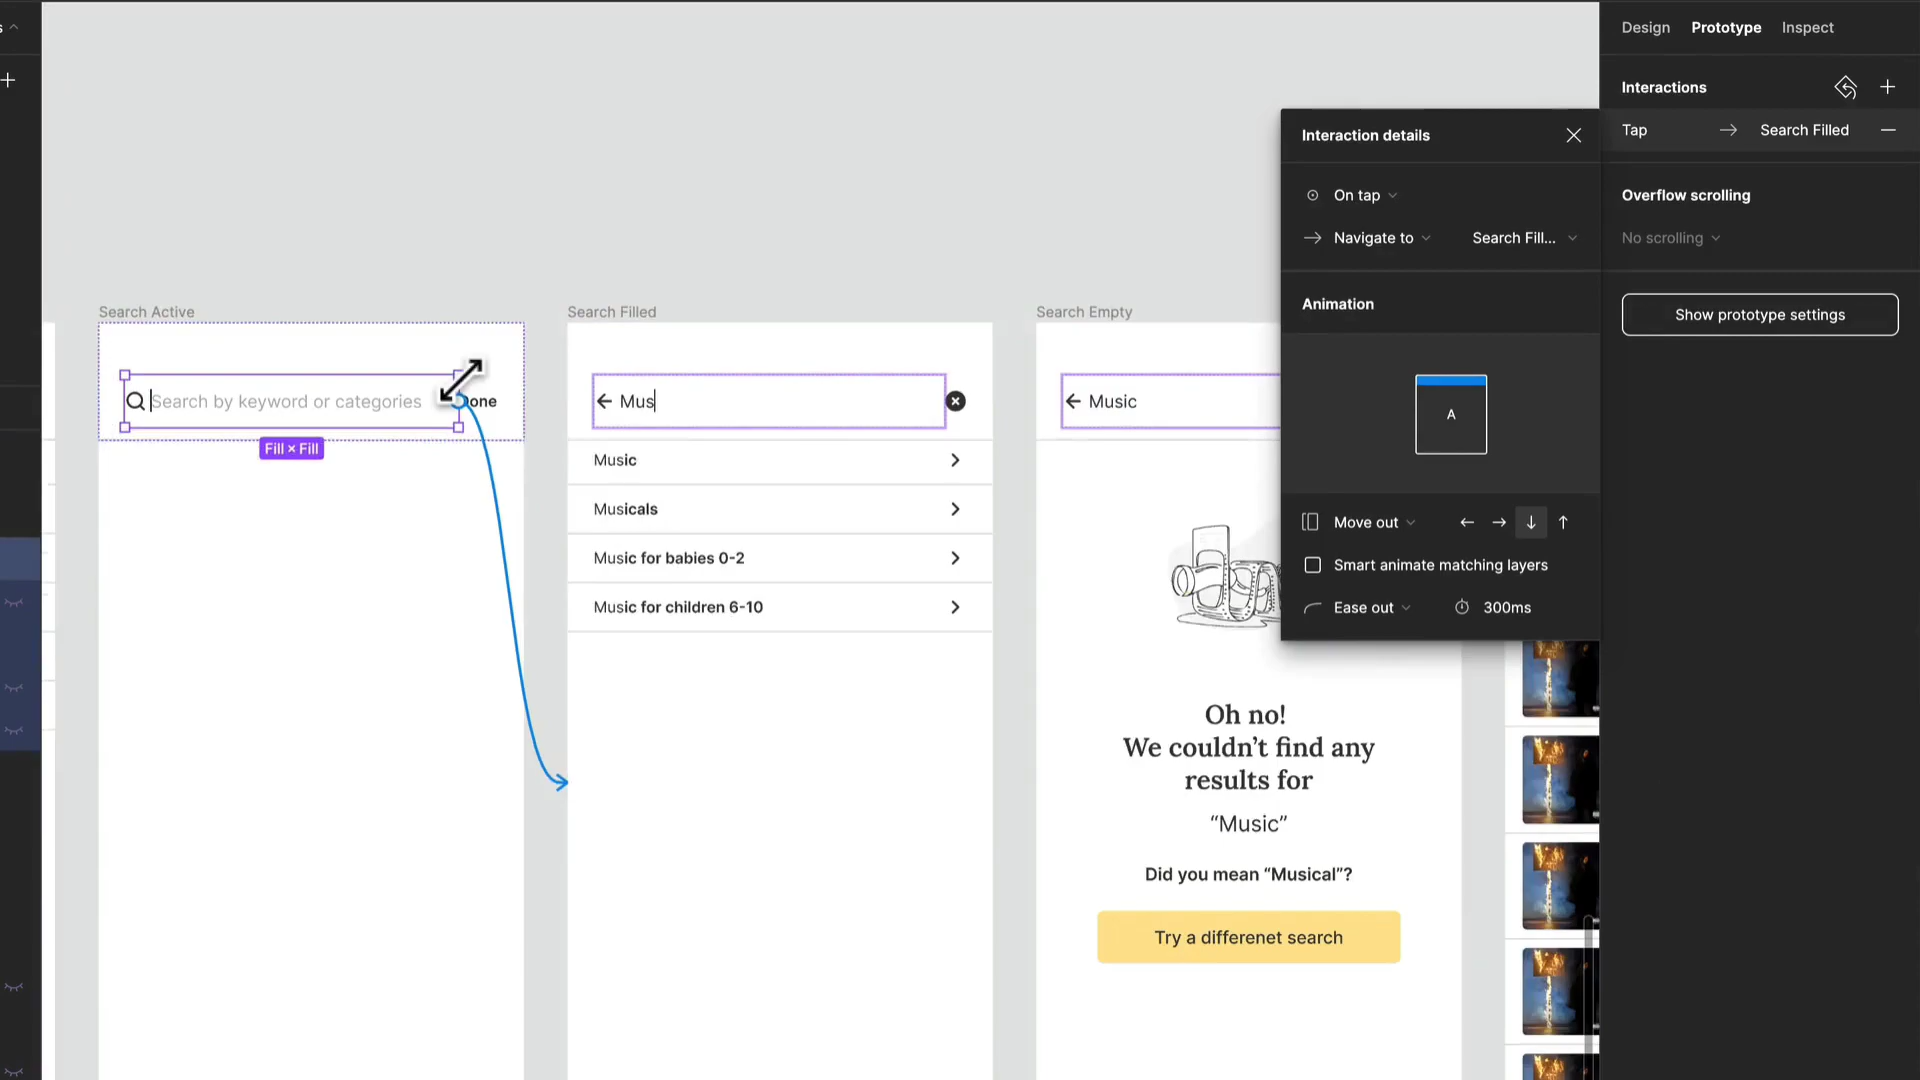 Design Prototype Inspect
Interactions
Tap Search Filled
Overflow scrolling
No scrolling
Show prototype settings
Interaction details
On tap
Navigate to Search Fill...
Animation
A
Move out
Smart animate matching layers
Ease out 300ms
Search Active
Search by keyword or categories
Fill × Fill
Search Filled
Mus
Music
Musicals
Music for babies 0-2
Music for children 6-10
Search Empty
Music
Oh no!
We couldn’t find any
results for
“Music”
Did you mean “Musical”?
Try a differenet search